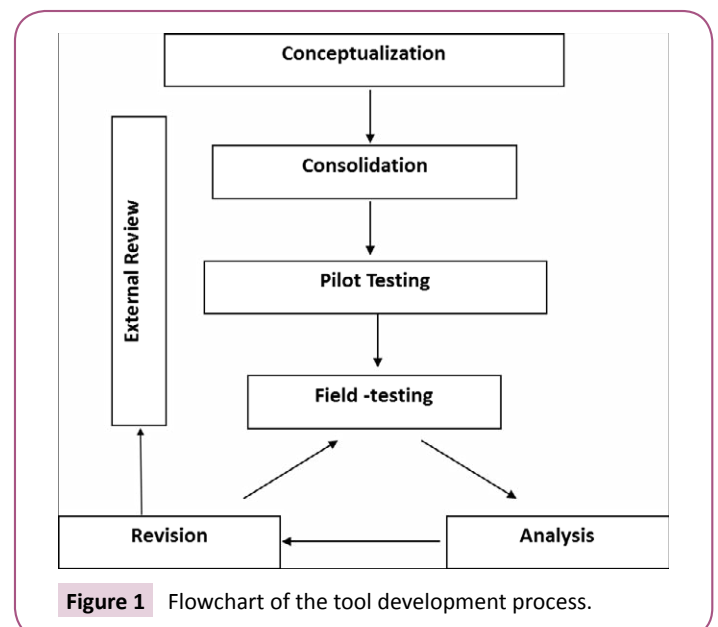 Conceptualization
Consolidation
External Review
Pilot Testing
Field -testing
Revision
Analysis
Figure 1 Flowchart of the tool development process.